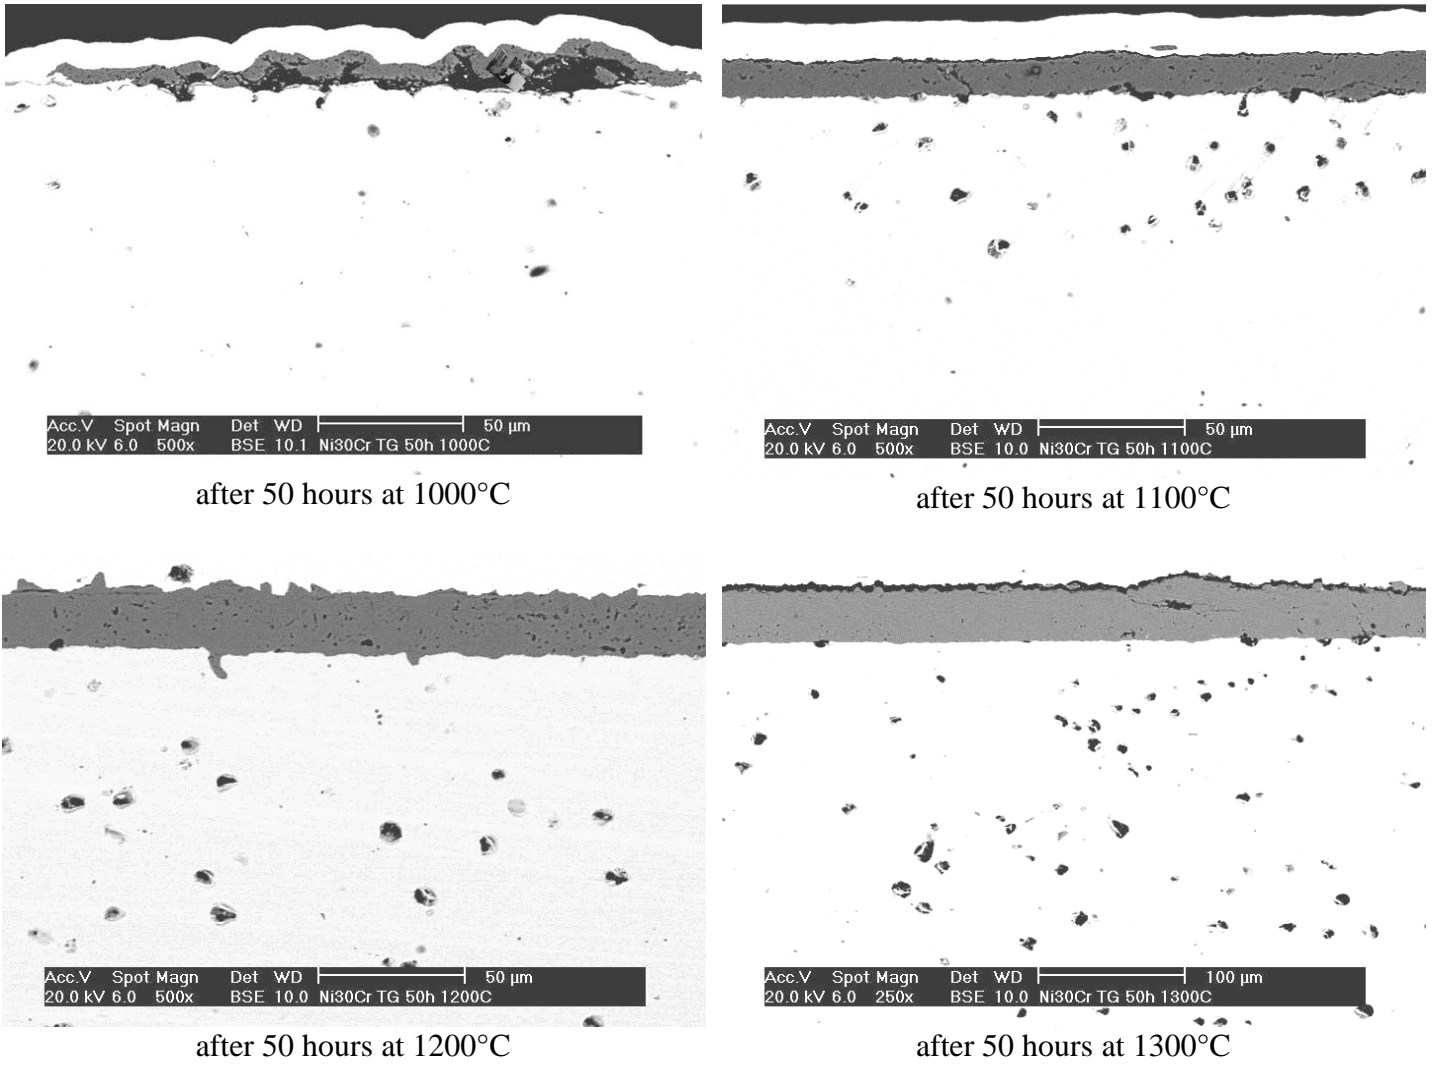 Acc.V Spot Magn Det WD 50 µm
20.0 kV 6.0 500x BSE 10.1 Ni30Cr TG 50h 1000C
after 50 hours at 1000°C
Acc.V Spot Magn Det WD 50 µm
20.0 kV 6.0 500x BSE 10.0 Ni30Cr TG 50h 1100C
after 50 hours at 1100°C
Acc.V Spot Magn Det WD 50 µm
20.0 kV 6.0 500x BSE 10.0 Ni30Cr TG 50h 1200C
after 50 hours at 1200°C
Acc.V Spot Magn Det WD 100 µm
20.0 kV 6.0 250x BSE 10.0 Ni30Cr TG 50h 1300C
after 50 hours at 1300°C